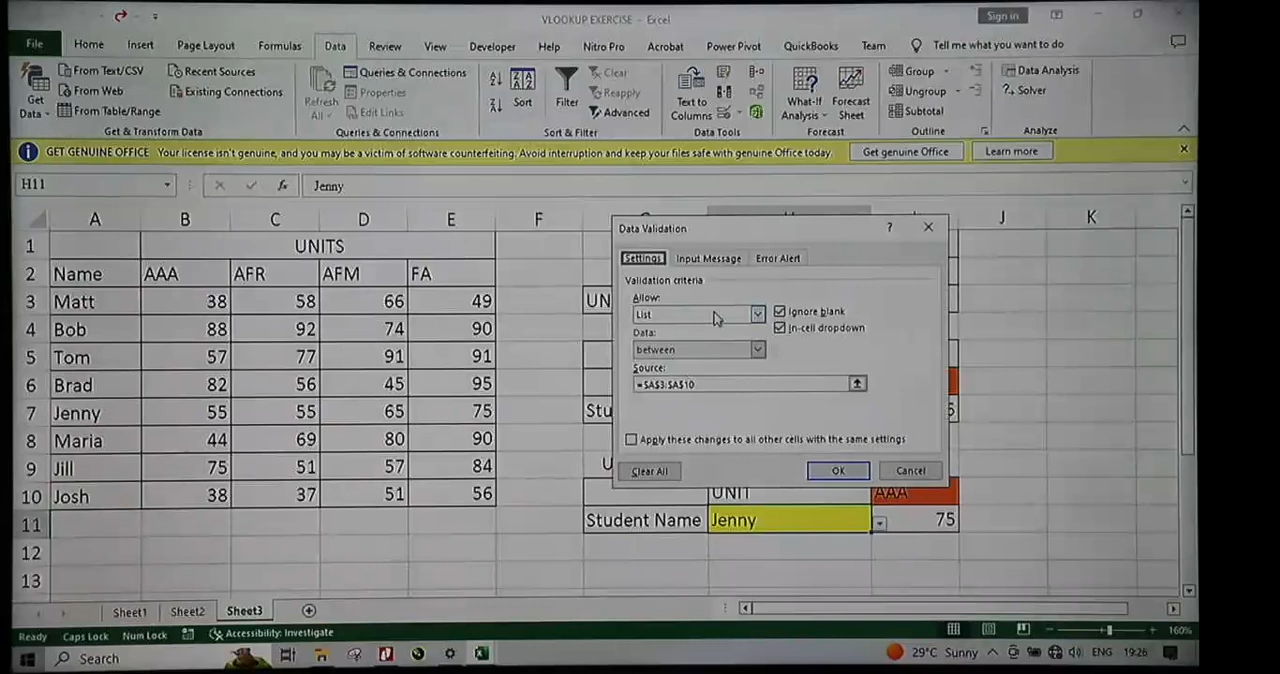 VLOOKUP EXERCISE - Excel
Sign in
File Home Insert Page Layout Formulas Data Review View Developer Help Nitro Pro Acrobat Power Pivot QuickBooks Team Tell me what you want to do
Get Data
From Text/CSV
From Web
From Table/Range
Recent Sources
Existing Connections
Get & Transform Data
Refresh All
Queries & Connections
Properties
Edit Links
Queries & Connections
Sort
Filter
Clear
Reapply
Advanced
Sort & Filter
Text to Columns
Data Tools
What-If Analysis
Forecast Sheet
Forecast
Group
Ungroup
Subtotal
Outline
Data Analysis
Solver
Analyze
GET GENUINE OFFICE Your license isn't genuine, and you may be a victim of software counterfeiting. Avoid interruption and keep your files safe with genuine Office today. Get genuine Office Learn more
H11 fx Jenny
A B C D E F J K
1 UNITS
2 Name AAA AFR AFM FA
3 Matt 38 58 66 49 UN
4 Bob 88 92 74 90
5 Tom 57 77 91 91
6 Brad 82 56 45 95
7 Jenny 55 55 65 75 Stu
8 Maria 44 69 80 90
9 Jill 75 51 57 84 U
10 Josh 38 37 51 56 UNIT AAA
11 Student Name Jenny 75
12
13
Data Validation ?
Settings Input Message Error Alert
Validation criteria
Allow:
List Ignore blank
In-cell dropdown
Data:
between
Source:
=$A$3:$A$10
Apply these changes to all other cells with the same settings
Clear All OK Cancel
Sheet1 Sheet2 Sheet3
Ready Caps Lock Num Lock Accessibility: Investigate 160%
Search 29°C Sunny ENG 19:26